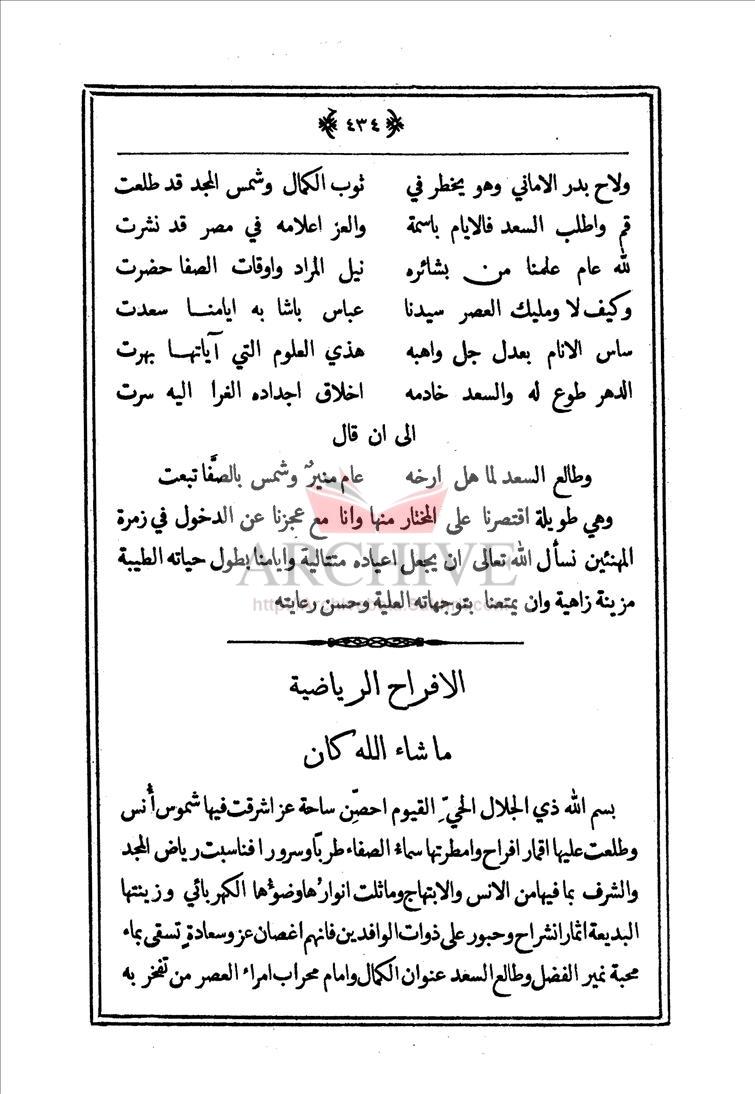 ٤٣٤
ولاح بدر الاماني وهو يخطر في ثوب الكمال وشمس المجد قد طلعت
قم واطلب السعد فالايام باسمة والعز اعلامه في مصر قد نشرت
لله عام علمنا من بشائره نيل المراد واوقات الصفا حضرت
وكيف لا ومليك العصر سيدنا عباس باشا به ايامنا سعدت
ساس الانام بعدل جل واهبه هذي العلوم التي آياتها بهرت
الدهر طوع له والسعد خادمه اخلاق اجداده الغرا اليه سرت
الى ان قال
وطالع السعد لما هل ارخه عام منيرٌ وشمس بالصفَّا تبعت
وهي طويلة اقتصرنا على المختار منها وانا مع عجزنا عن الدخول في زمرة
المهنئين نسأل الله تعالى ان يجعل اعياده متتالية وايامنا بطول حياته الطيبة
مزينة زاهية وان يمتعنا بتوجهاته العلية وحسن رعايته
ARCHIVE
الافراح الرياضية
ما شاء الله كان
بسم الله ذي الجلال الحيِّ القيوم احصِّن ساحة عز اشرقت فيها شموس أُنس
وطلعت عليها اقمار افراح وامطرتها سماءُ الصفاء طربًا وسرورا فناسبت رياض المجد
والشرف بما فيها من الانس والابتهاج وماثلت انوارُها وضوءُها الكهربائي وزينتها
البديعة اثمار انشراح وحبور على ذوات الوافدين فانهم اغصان عز وسعادةٍ تسقى بماء
محبة نمير الفضل وطالع السعد عنوان الكمال وامام محراب امراء العصر من تفخر به